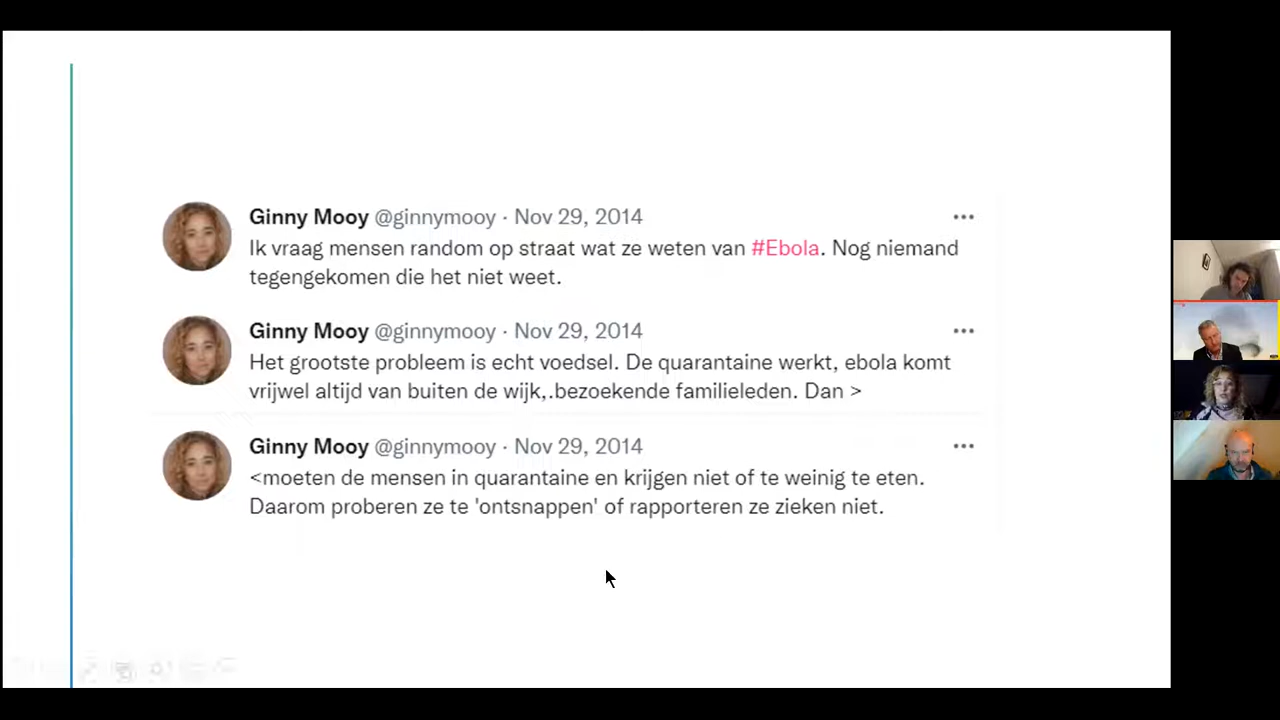 Ginny Mooy @ginnymooy · Nov 29, 2014
Ik vraag mensen random op straat wat ze weten van #Ebola. Nog niemand
tegengekomen die het niet weet.
Ginny Mooy @ginnymooy · Nov 29, 2014
Het grootste probleem is echt voedsel. De quarantaine werkt, ebola komt
vrijwel altijd van buiten de wijk,.bezoekende familieleden. Dan >
Ginny Mooy @ginnymooy · Nov 29, 2014
<moeten de mensen in quarantaine en krijgen niet of te weinig te eten.
Daarom proberen ze te 'ontsnappen' of rapporteren ze zieken niet.